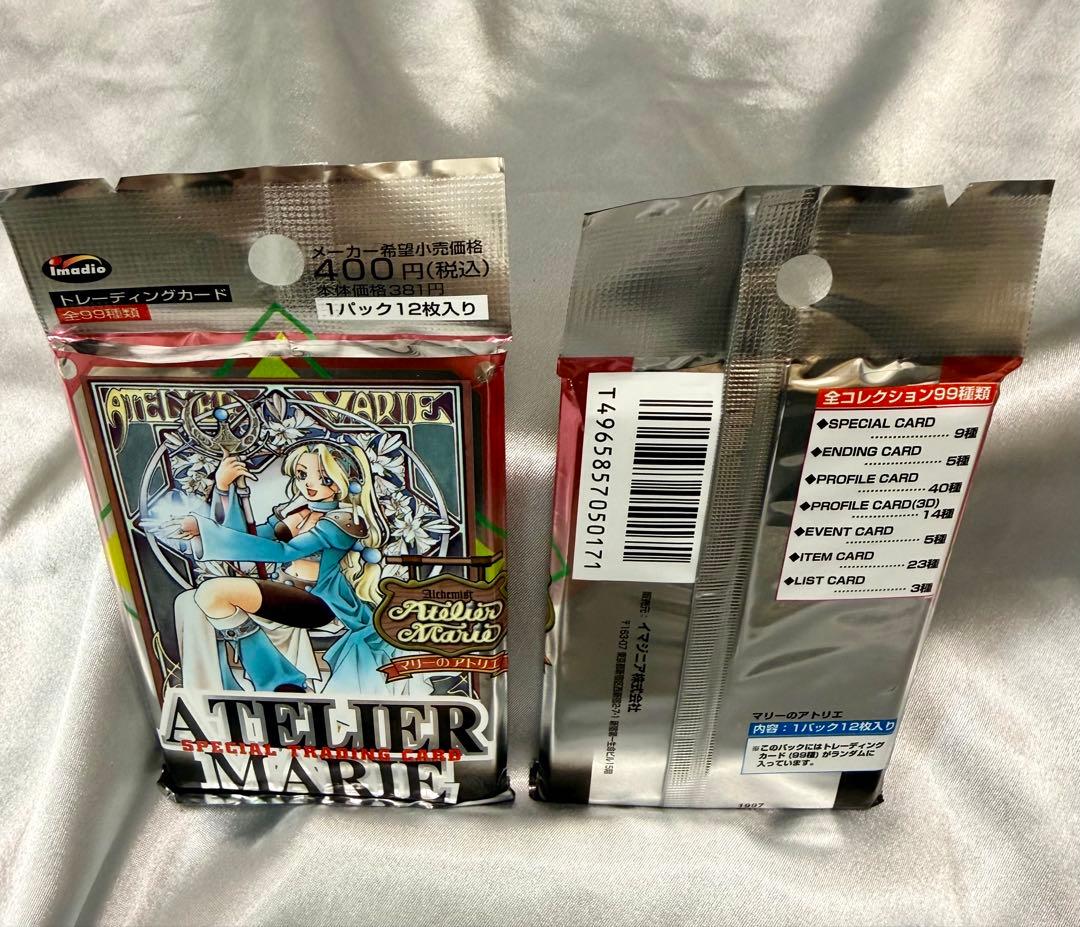 imadio
トレーディングカード
全99種類
メーカー希望小売価格
400円(税込)
本体価格381円
1パック12枚入り
ATELIER MARIE
Alchemist
Atelier
Marie
マリーのアトリエ
ATELIER
SPECIAL TRADING CARD
MARIE
T4965857050171
全コレクション99種類
◆SPECIAL CARD
9種
◆ENDING CARD
5種
◆PROFILE CARD
40種
◆PROFILE CARD(3D)
14種
◆EVENT CARD
5種
◆ITEM CARD
23種
◆LIST CARD
3種
イマジニア株式会社
マリーのアトリエ
内容：1パック12枚入り
※このパックにはトレーディング
カード(99種)がランダムに
入っています。
1997